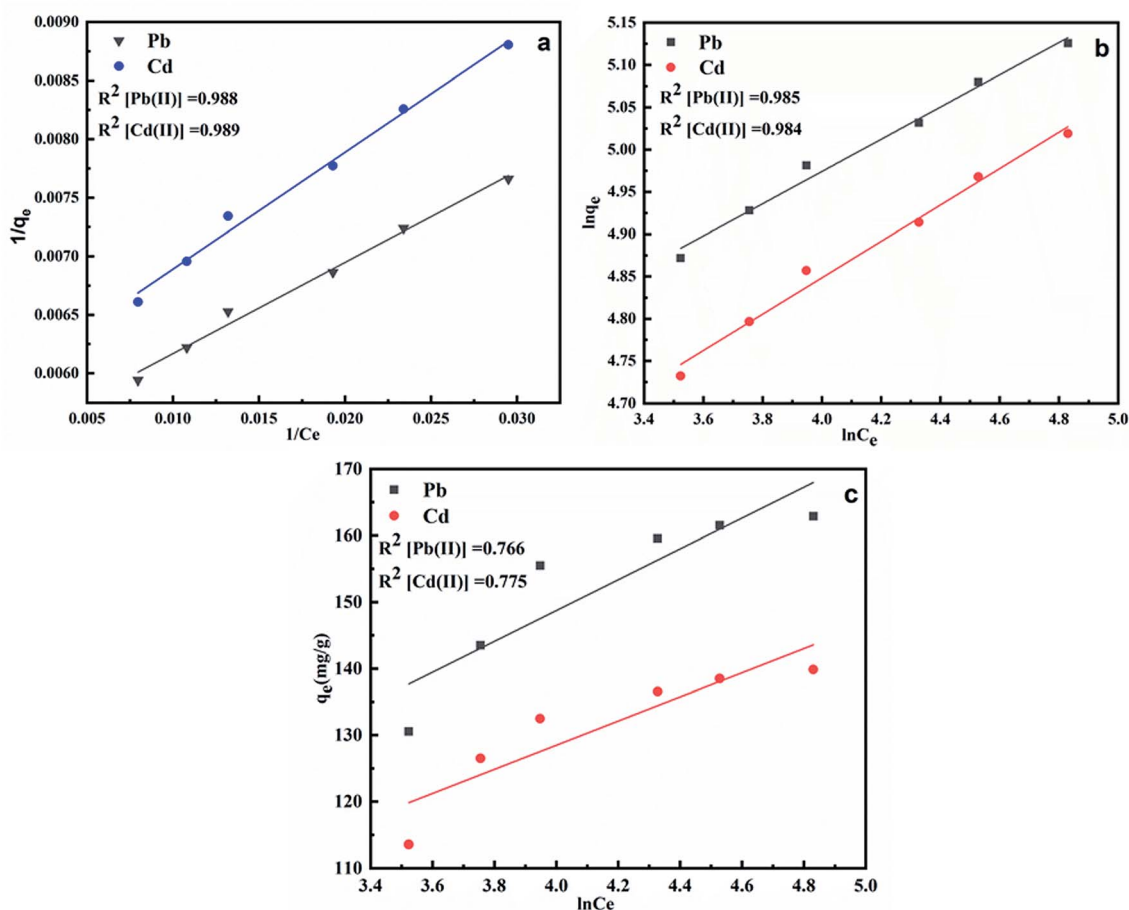 a
Pb
Cd
R² [Pb(II)] =0.988
R² [Cd(II)] =0.989
0.0090
0.0085
0.0080
0.0075
0.0070
0.0065
0.0060
1/qe
0.005 0.010 0.015 0.020 0.025 0.030
1/Ce
b
Pb
Cd
R² [Pb(II)] =0.985
R² [Cd(II)] =0.984
5.15
5.10
5.05
5.00
4.95
4.90
4.85
4.80
4.75
4.70
lnqe
3.4 3.6 3.8 4.0 4.2 4.4 4.6 4.8 5.0
lnCe
c
Pb
Cd
R² [Pb(II)] =0.766
R² [Cd(II)] =0.775
170
160
150
140
130
120
110
qe(mg/g)
3.4 3.6 3.8 4.0 4.2 4.4 4.6 4.8 5.0
lnCe